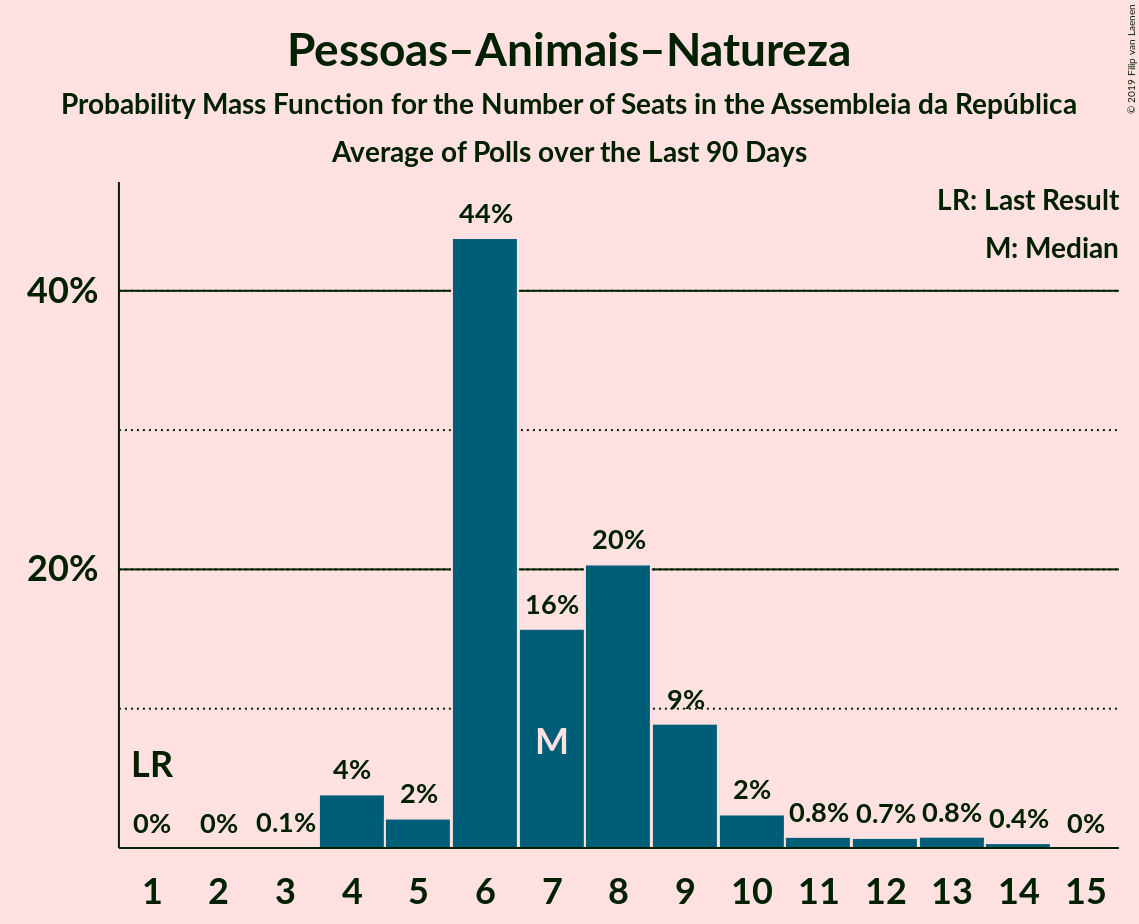 Pessoas–Animais–Natureza
Probability Mass Function for the Number of Seats in the Assembleia da República
Average of Polls over the Last 90 Days
© 2019 Filip van Laenen
LR: Last Result
M: Median
44%
40%
20%
20%
16%
9%
M
LR
4%
2%
2%
0%
0%
0.1%
0.8%
0.7%
0.8%
0.4%
0%
1 2 3 4 5 6 7 8 9 10 11 12 13 14 15